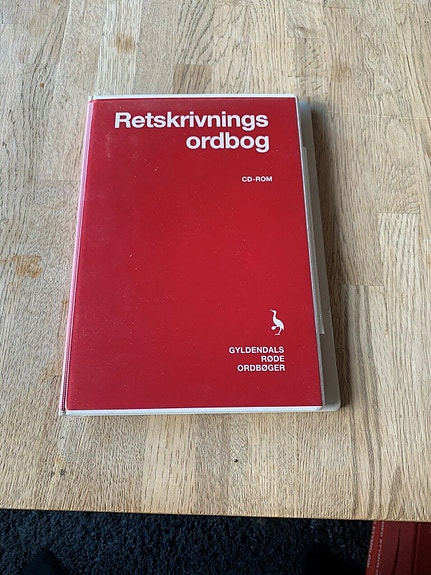 Retskrivnings
ordbog
CD-ROM
GYLDENDALS
RØDE
ORDBØGER